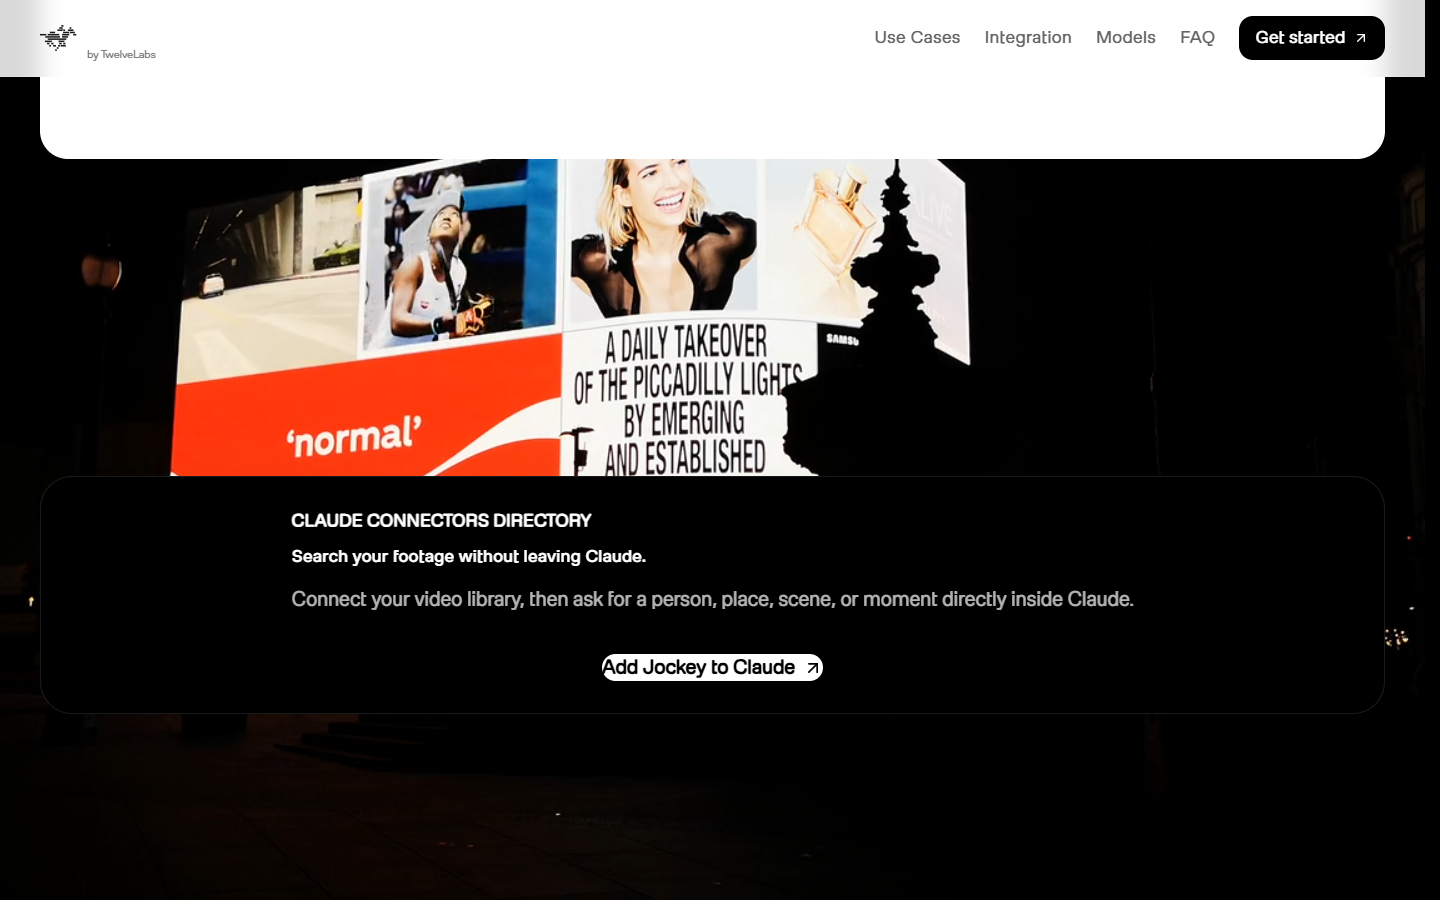 by TwelveLabs
Use Cases
Integration
Models
FAQ
Get started
A DAILY TAKEOVER
OF THE PICCADILLY LIGHTS
BY EMERGING
AND ESTABLISHED
SAMSU
'normal'
CLAUDE CONNECTORS DIRECTORY
Search your footage without leaving Claude.
Connect your video library, then ask for a person, place, scene, or moment directly inside Claude.
Add Jockey to Claude